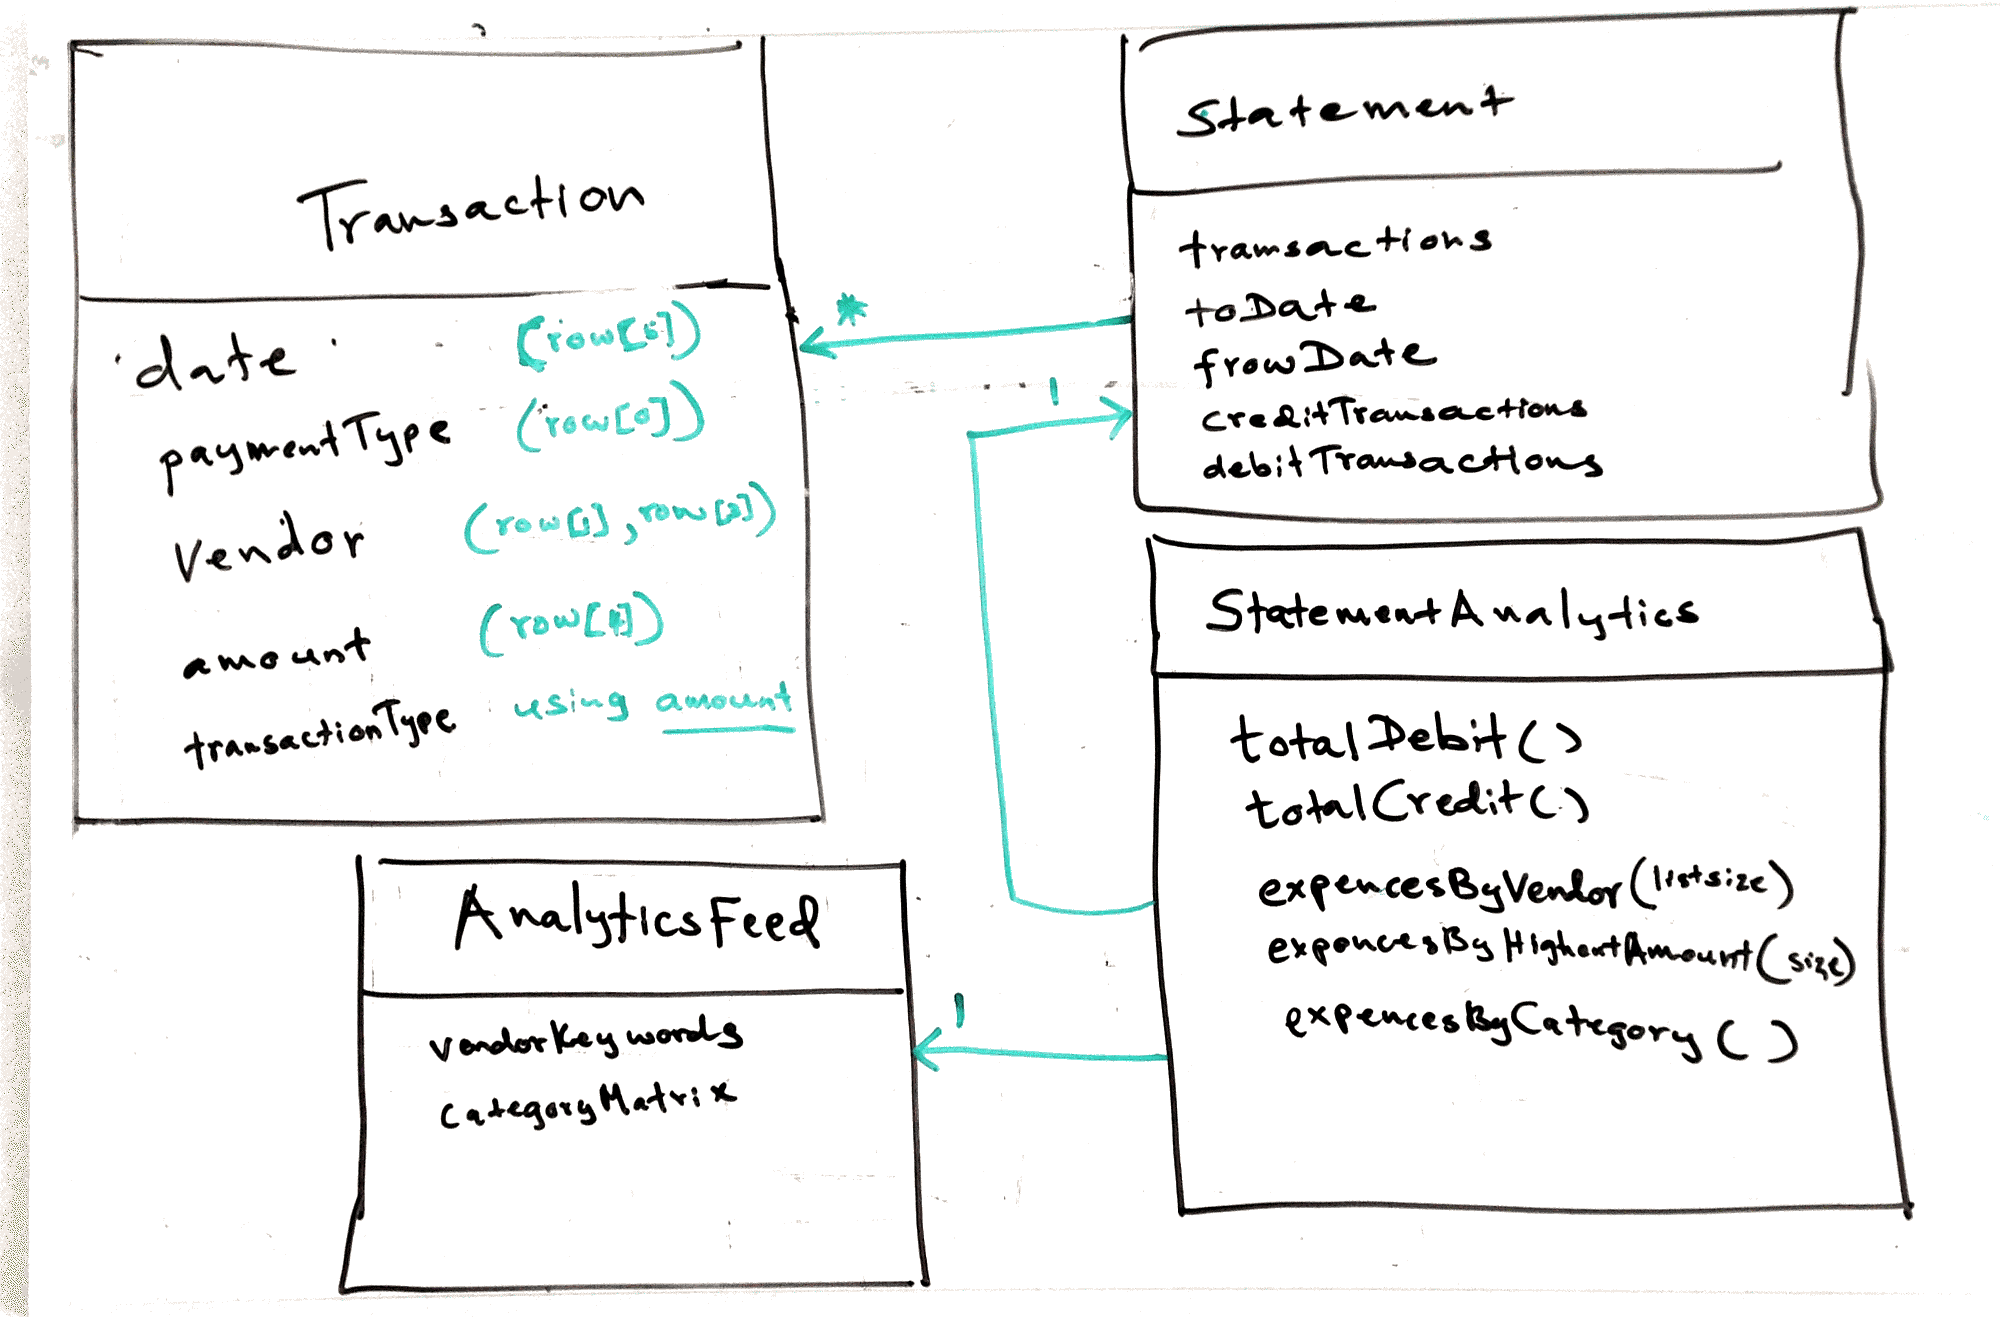 Transaction
date (row[5])
paymentType (row[0])
Vendor (row[1], row[2])
amount (row[4])
transactionType using amount
*
Statement
transactions
toDate
fromDate
creditTransactions
debitTransactions
1
StatementAnalytics
totalDebit()
totalCredit()
expencesByVendor(listsize)
expencesByHighestAmount(size)
expencesByCategory()
1
AnalyticsFeed
vendorKeywords
categoryMatrix